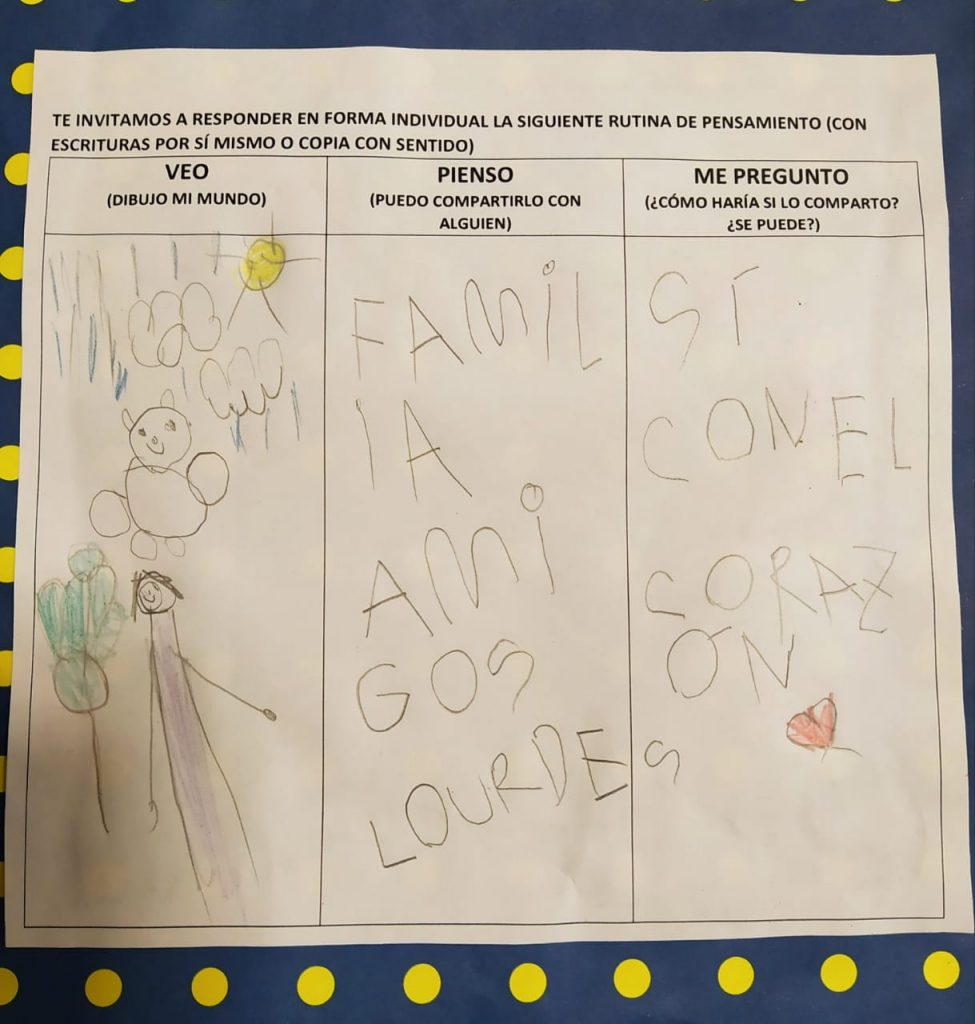 TE INVITAMOS A RESPONDER EN FORMA INDIVIDUAL LA SIGUIENTE RUTINA DE PENSAMIENTO (CON
ESCRITURAS POR SÍ MISMO O COPIA CON SENTIDO)
VEO
(DIBUJO MI MUNDO)
PIENSO
(PUEDO COMPARTIRLO CON
ALGUIEN)
FAMIL
IA
AMI
GOS
LOURDES
ME PREGUNTO
(¿CÓMO HARÍA SI LO COMPARTO?
¿SE PUEDE?)
SÍ
CON EL
CORAZ
ÓN